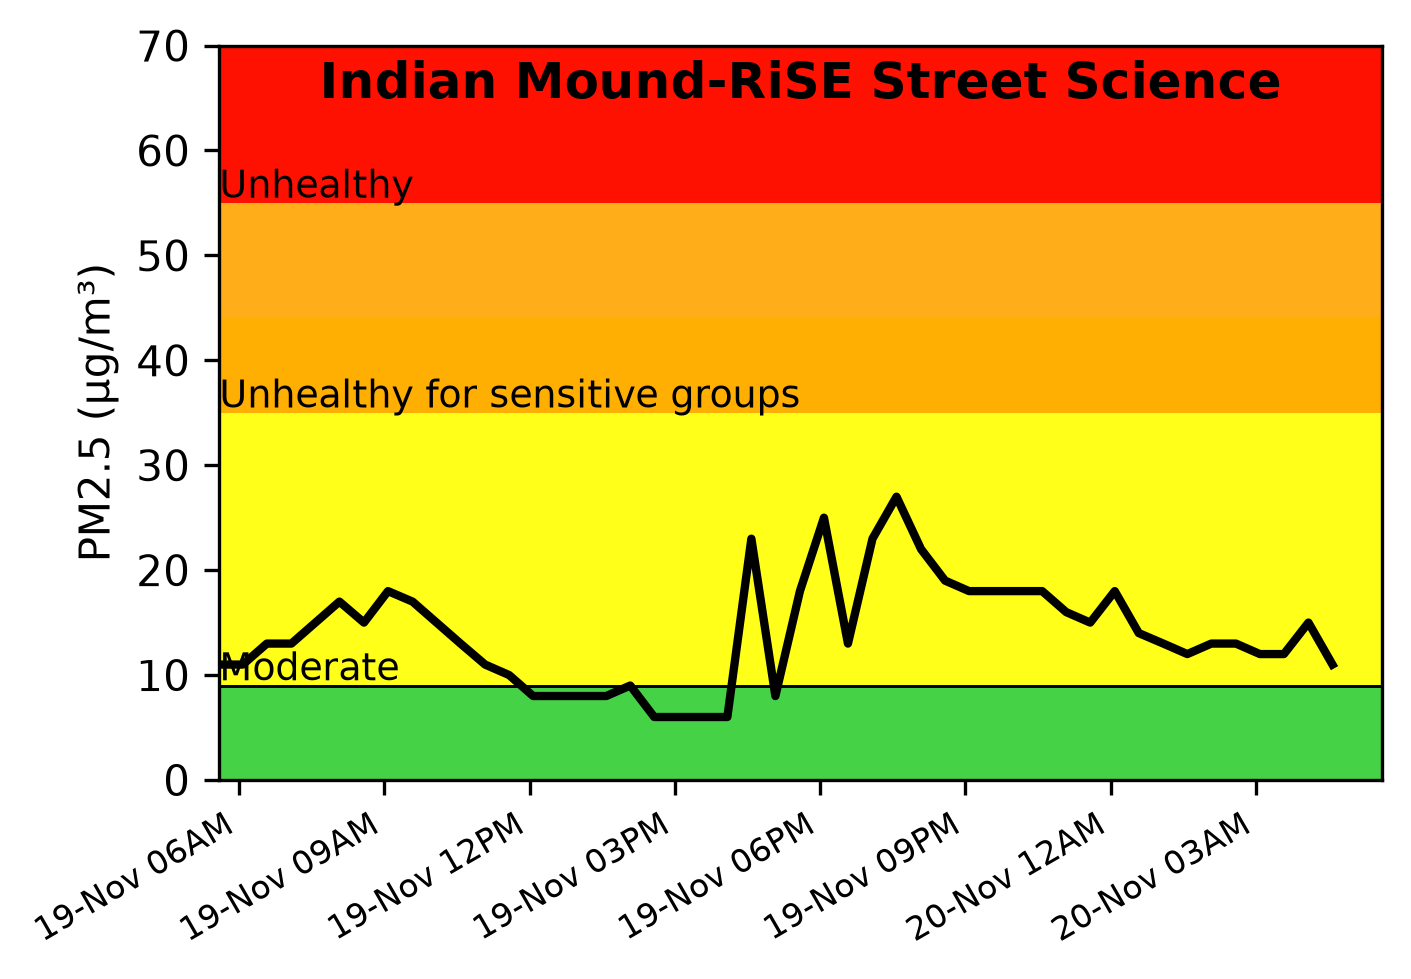 Indian Mound-RiSE Street Science
70
60
Unhealthy
50
40
Unhealthy for sensitive groups
30
20
Moderate
10
0
PM2.5 (μg/m³)
19-Nov 06AM
19-Nov 09AM
19-Nov 12PM
19-Nov 03PM
19-Nov 06PM
19-Nov 09PM
20-Nov 12AM
20-Nov 03AM